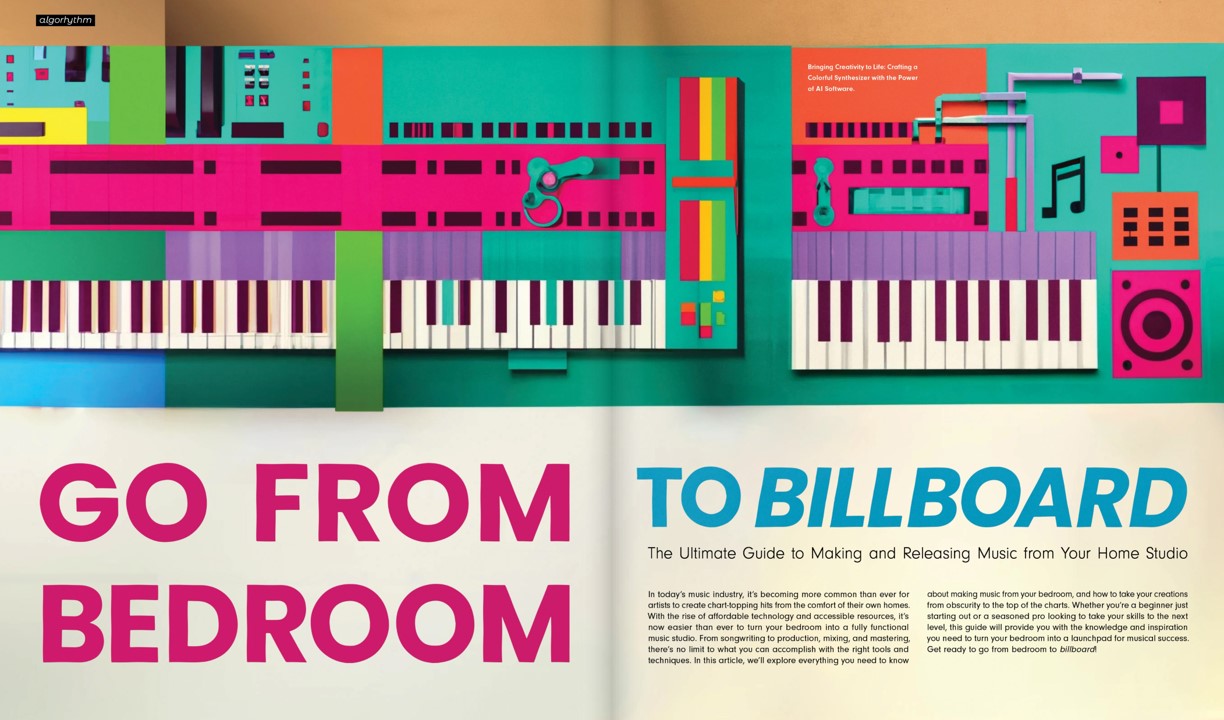 algorhythm
Bringing Creativity to Life: Crafting a
Colorful Synthesizer with the Power
of AI Software.
GO FROM
BEDROOM
TO BILLBOARD
The Ultimate Guide to Making and Releasing Music from Your Home Studio
In today's music industry, it's becoming more common than ever for
artists to create chart-topping hits from the comfort of their own homes.
With the rise of affordable technology and accessible resources, it's
now easier than ever to turn your bedroom into a fully functional
music studio. From songwriting to production, mixing, and mastering,
there's no limit to what you can accomplish with the right tools and
techniques. In this article, we'll explore everything you need to know
about making music from your bedroom, and how to take your creations
from obscurity to the top of the charts. Whether you're a beginner just
starting out or a seasoned pro looking to take your skills to the next
level, this guide will provide you with the knowledge and inspiration
you need to turn your bedroom into a launchpad for musical success.
Get ready to go from bedroom to billboard!